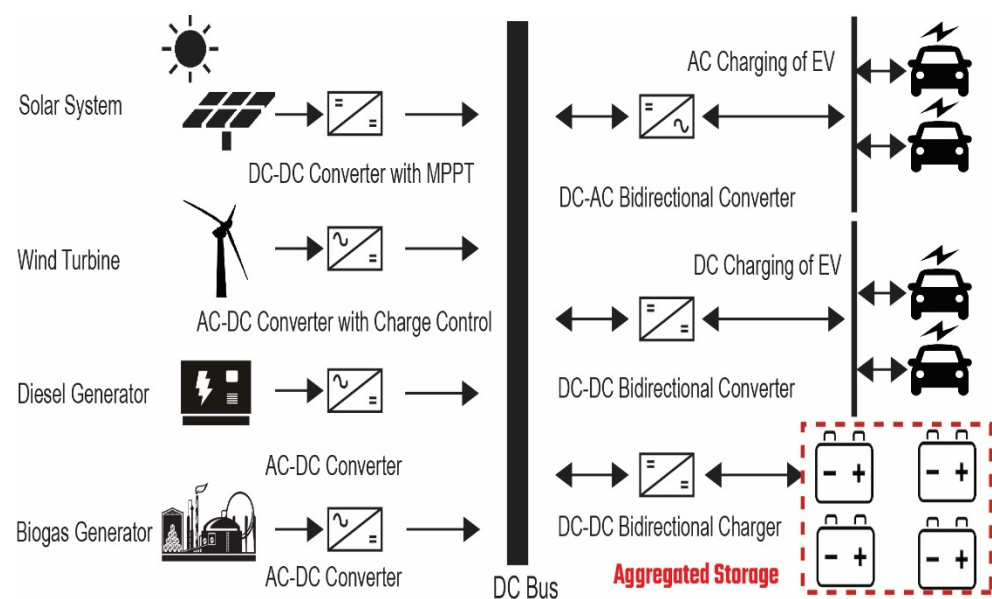 Solar System
DC-DC Converter with MPPT
Wind Turbine
AC-DC Converter with Charge Control
Diesel Generator
AC-DC Converter
Biogas Generator
AC-DC Converter
DC Bus
AC Charging of EV
DC-AC Bidirectional Converter
DC Charging of EV
DC-DC Bidirectional Converter
DC-DC Bidirectional Charger
Aggregated Storage
- +
- +
- +
- +